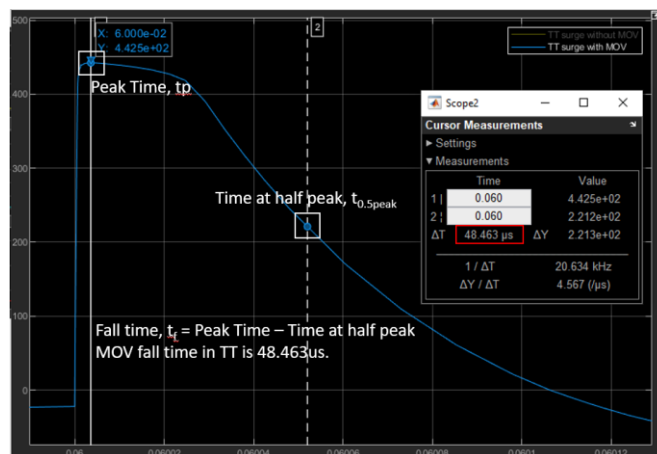 500
X: 6.000e-02
Y: 4.425e+02
2
TT surge without MOV
TT surge with MOV
Peak Time, tp
400
Scope2
Cursor Measurements
Settings
Measurements
Time Value
1 | 0.060 4.425e+02
2 ¦ 0.060 2.212e+02
ΔT 48.463 µs ΔY 2.213e+02
1 / ΔT 20.634 kHz
ΔY / ΔT 4.567 (/µs)
300
Time at half peak, t0.5peak
200
100
Fall time, tf = Peak Time – Time at half peak
MOV fall time in TT is 48.463us.
0
0.06 0.06002 0.06004 0.06006 0.06008 0.0601 0.06012